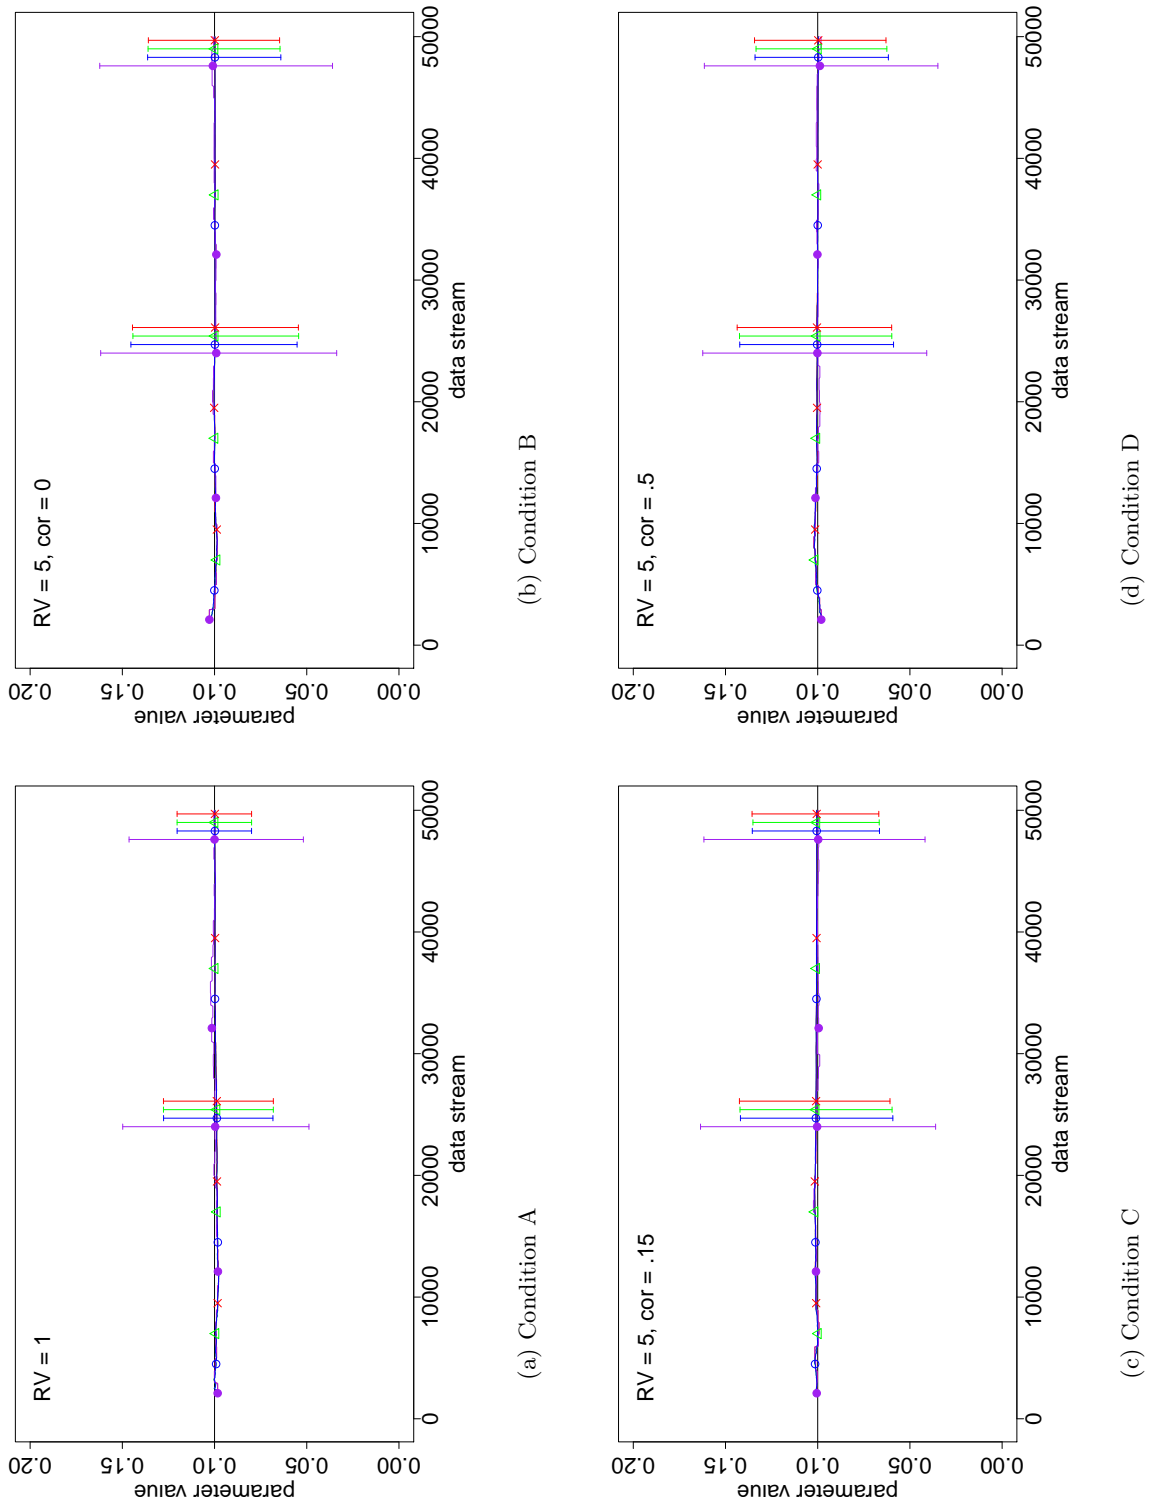 RV = 1
0.00 0.05 0.10 0.15 0.20
parameter value
0 10000 20000 30000 40000 50000
data stream
(a) Condition A
RV = 5, cor = 0
0.00 0.05 0.10 0.15 0.20
parameter value
0 10000 20000 30000 40000 50000
data stream
(b) Condition B
RV = 5, cor = .15
0.00 0.05 0.10 0.15 0.20
parameter value
0 10000 20000 30000 40000 50000
data stream
(c) Condition C
RV = 5, cor = .5
0.00 0.05 0.10 0.15 0.20
parameter value
0 10000 20000 30000 40000 50000
data stream
(d) Condition D